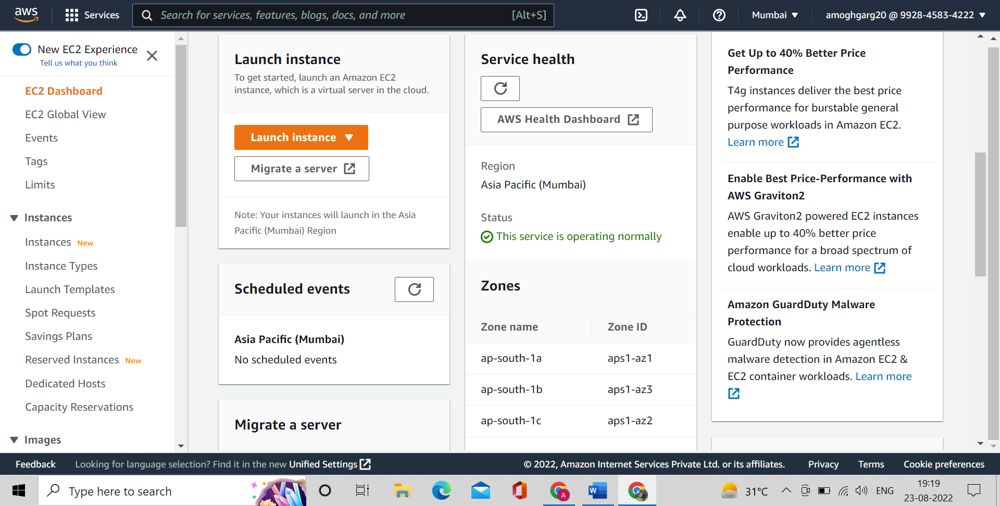 aws
Services
Search for services, features, blogs, docs, and more
[Alt+S]
Mumbai
amoghgarg20 @ 9928-4583-4222
New EC2 Experience
Tell us what you think
EC2 Dashboard
EC2 Global View
Events
Tags
Limits
Instances
Instances New
Instance Types
Launch Templates
Spot Requests
Savings Plans
Reserved Instances New
Dedicated Hosts
Capacity Reservations
Images
Launch instance
To get started, launch an Amazon EC2
instance, which is a virtual server in the cloud.
Launch instance
Migrate a server
Note: Your instances will launch in the Asia
Pacific (Mumbai) Region
Scheduled events
Asia Pacific (Mumbai)
No scheduled events
Migrate a server
Service health
AWS Health Dashboard
Region
Asia Pacific (Mumbai)
Status
This service is operating normally
Zones
Zone name Zone ID
ap-south-1a aps1-az1
ap-south-1b aps1-az3
ap-south-1c aps1-az2
Get Up to 40% Better Price
Performance
T4g instances deliver the best price
performance for burstable general
purpose workloads in Amazon EC2.
Learn more
Enable Best Price-Performance with
AWS Graviton2
AWS Graviton2 powered EC2 instances
enable up to 40% better price
performance for a broad spectrum of
cloud workloads. Learn more
Amazon GuardDuty Malware
Protection
GuardDuty now provides agentless
malware detection in Amazon EC2 &
EC2 container workloads. Learn more
Feedback
Looking for language selection? Find it in the new Unified Settings
© 2022, Amazon Internet Services Private Ltd. or its affiliates.
Privacy
Terms
Cookie preferences
Type here to search
A
W
31°C
ENG
19:19
23-08-2022